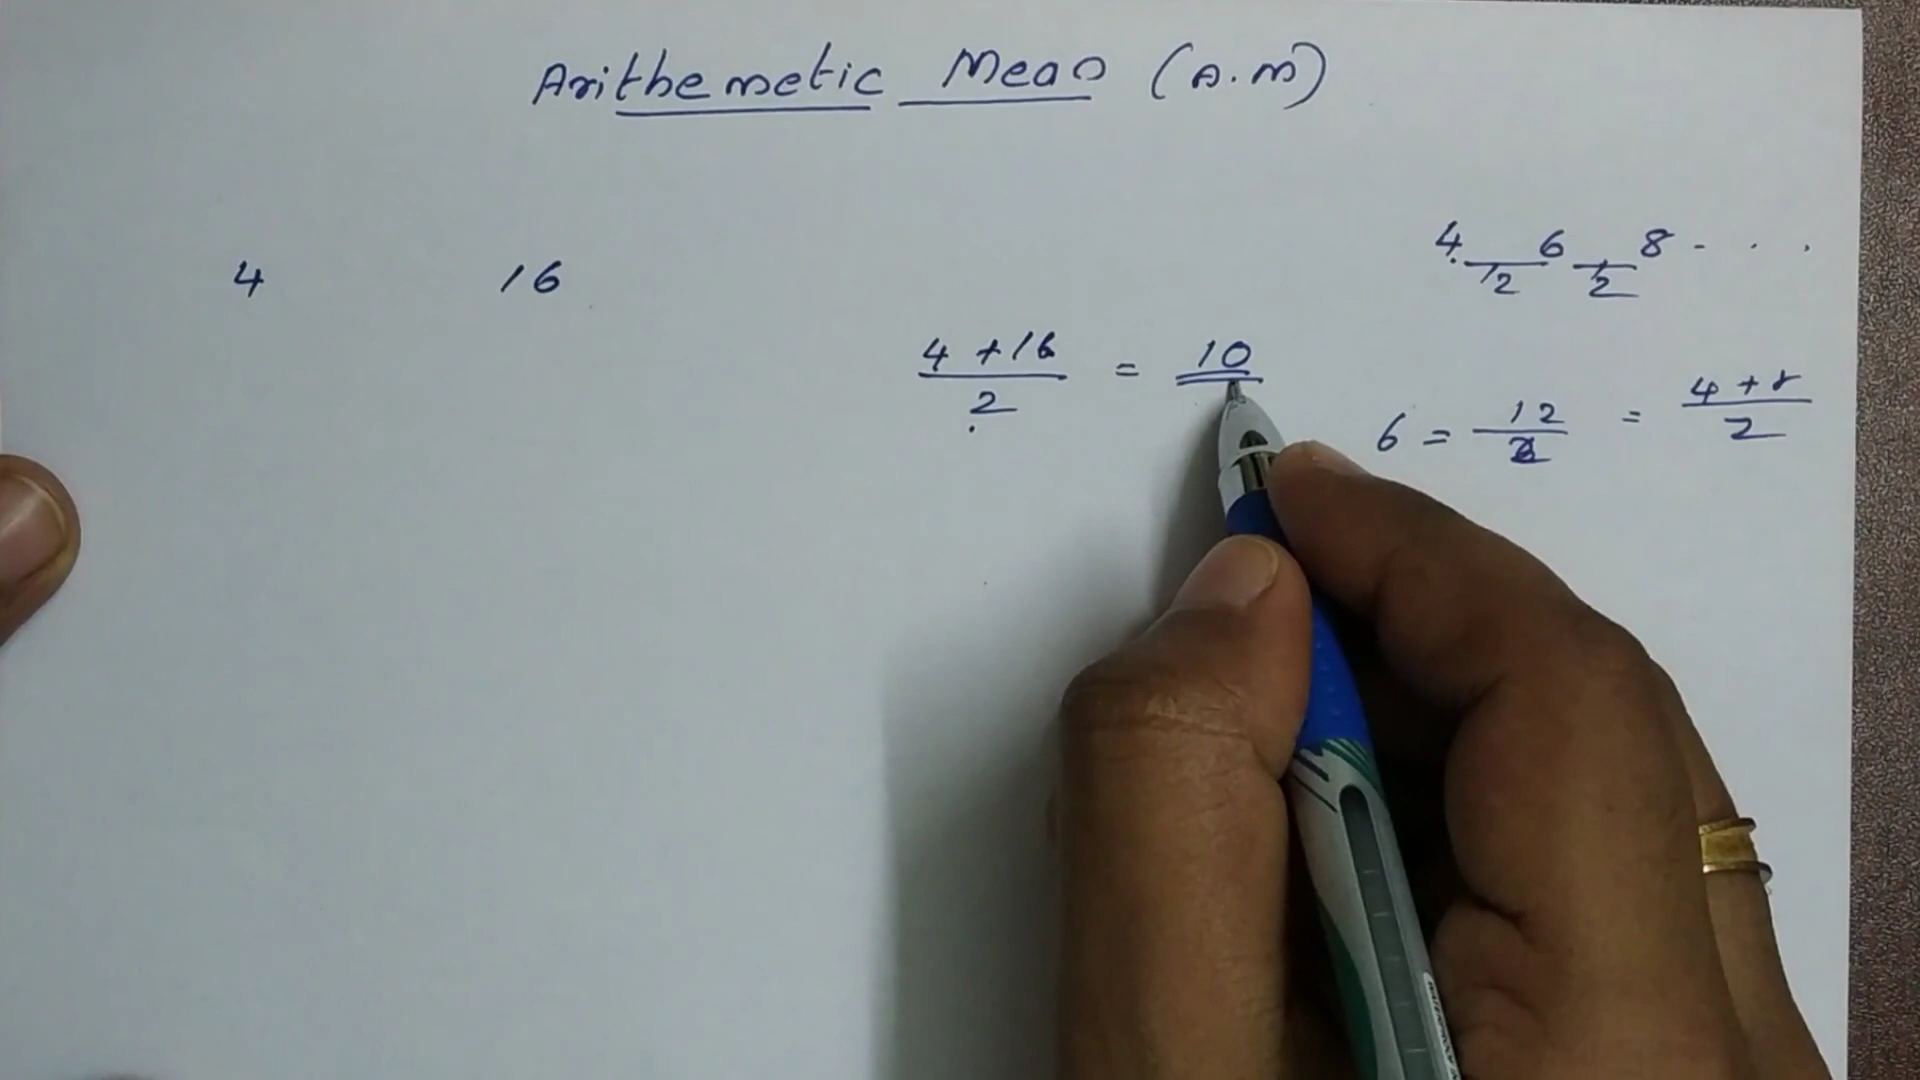 Arithemetic Mean (A.M)
4 6 8 - . .
2 2
4 16
4 + 16 = 10
2
6 = 12 = 4 + 8
2 2